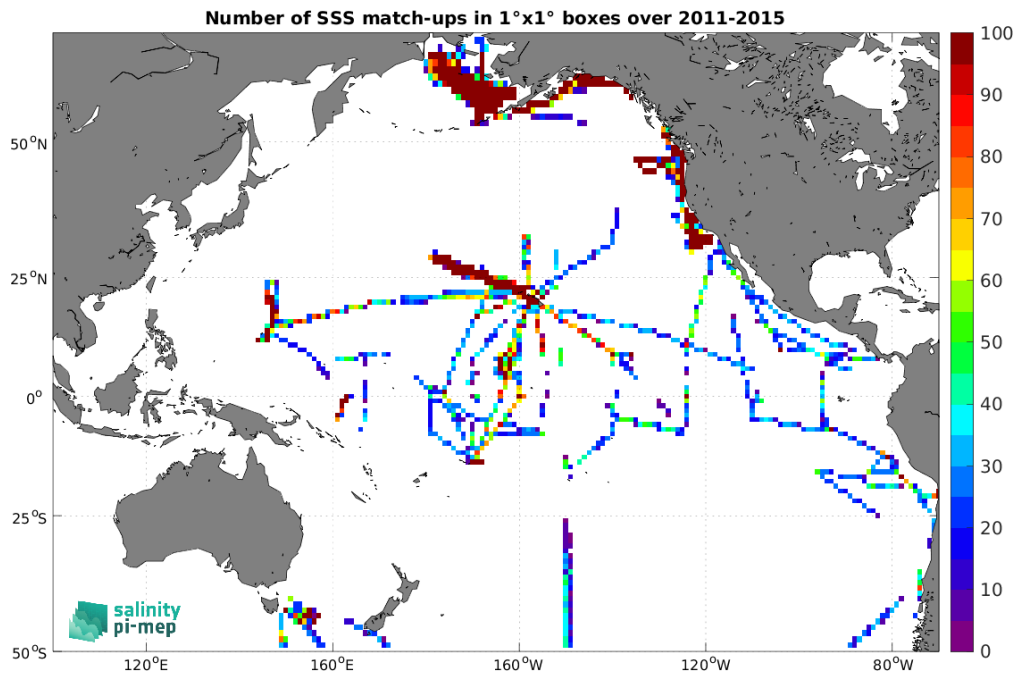 Number of SSS match-ups in 1°x1° boxes over 2011-2015
100
90
80
70
60
50
40
30
20
10
0
50°N
25°N
0°
25°S
50°S
120°E
160°E
160°W
120°W
80°W
salinity
pi-mep